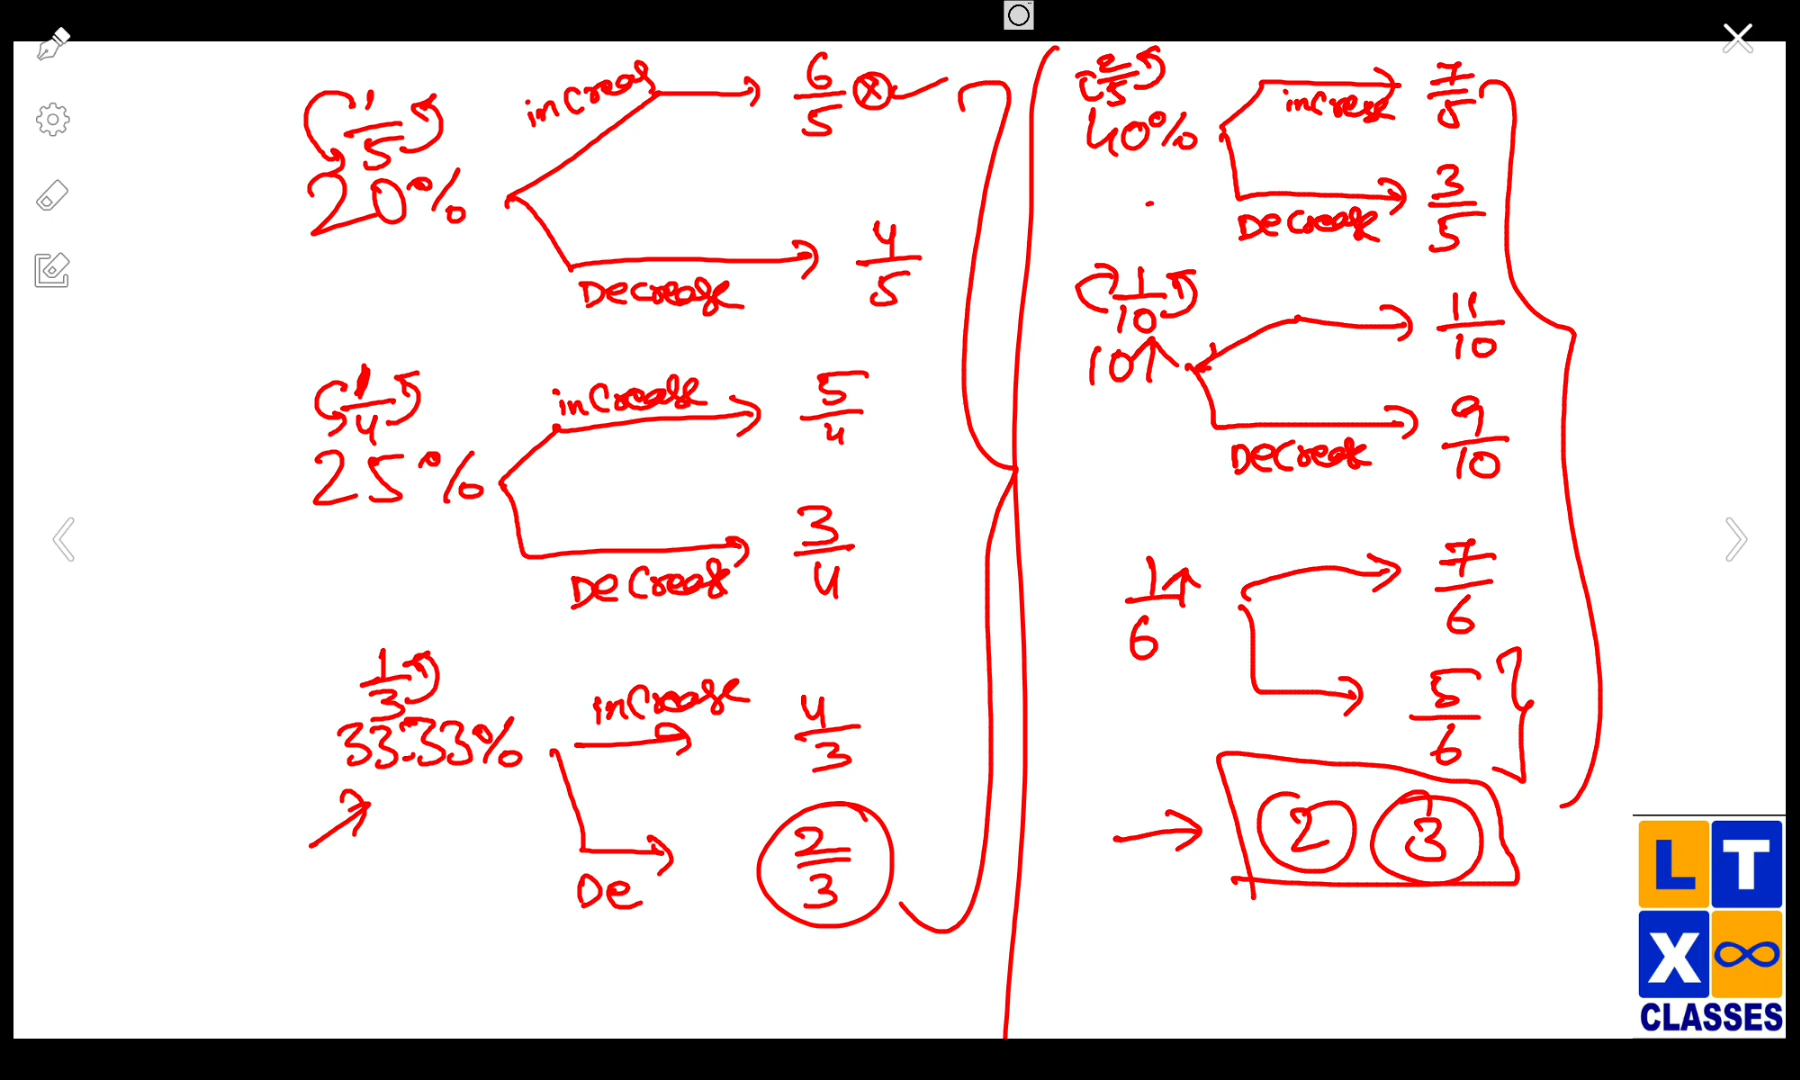 1/5
20%
increas
6/5 ⊗
Decrease
4/5
1/4
25%
increase
5/4
Decrease
3/4
1/3
33.33%
increase
4/3
De
2/3
2/5
40%
increse
7/5
Decrease
3/5
1/10
10↑
11/10
Decrease
9/10
1/6
7/6
5/6
2 3
LT
X∞
CLASSES